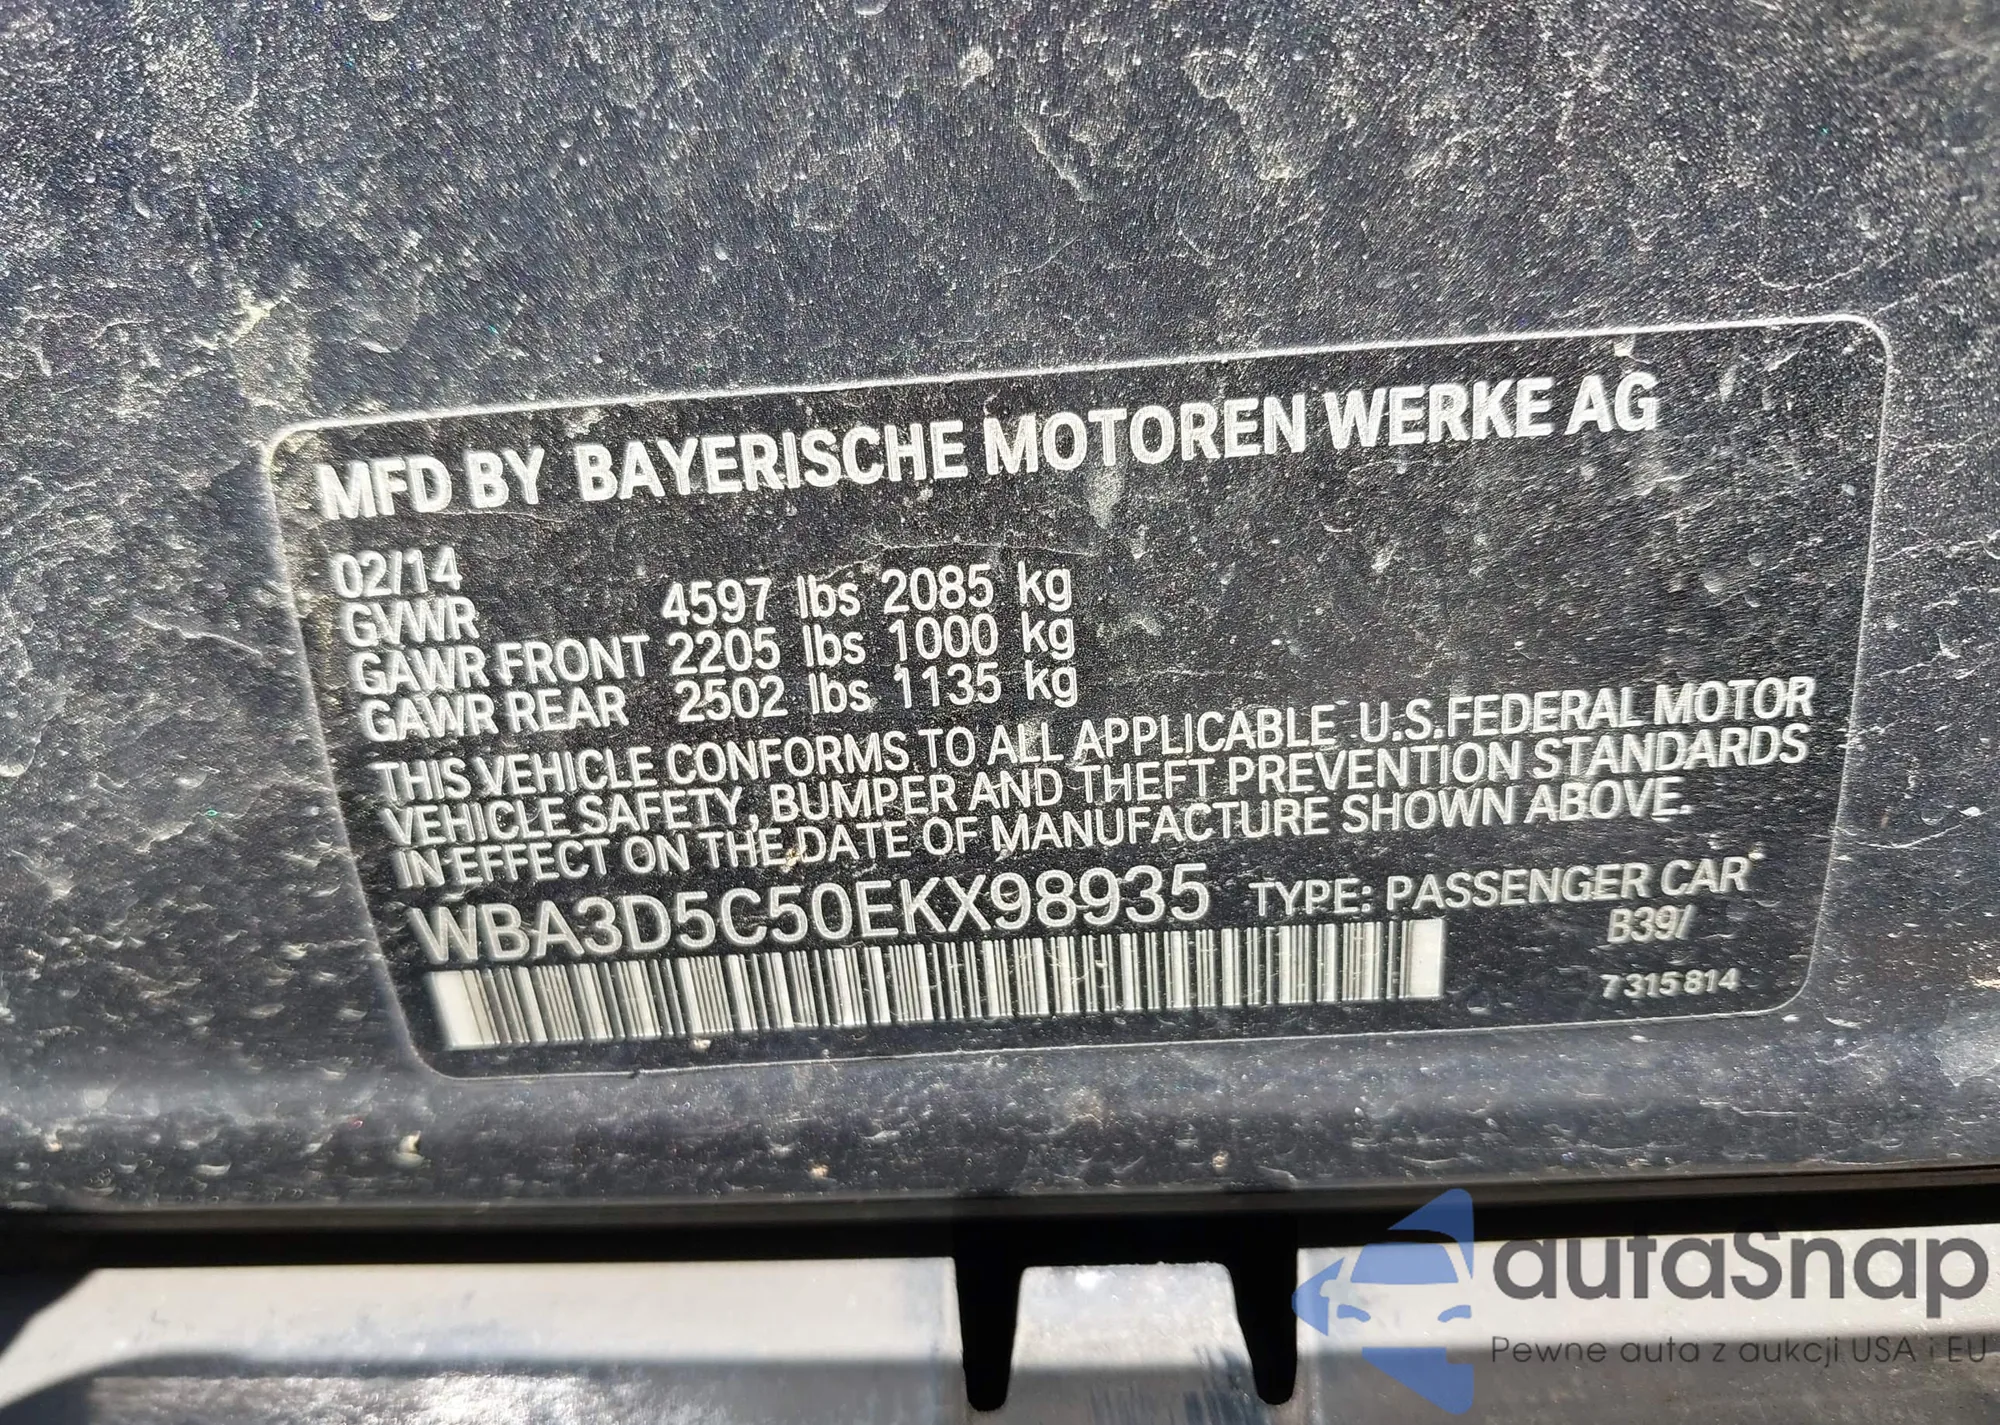 MFD BY BAYERISCHE MOTOREN WERKE AG
02/14
GVWR 4597 lbs 2085 kg
GAWR FRONT 2205 lbs 1000 kg
GAWR REAR 2502 lbs 1135 kg
THIS VEHICLE CONFORMS TO ALL APPLICABLE U.S.FEDERAL MOTOR
VEHICLE SAFETY, BUMPER AND THEFT PREVENTION STANDARDS
IN EFFECT ON THE DATE OF MANUFACTURE SHOWN ABOVE.
WBA3D5C50EKX98935 TYPE: PASSENGER CAR
B39/
7 315 814
autaSnap
Pewne auta z aukcji USA i EU